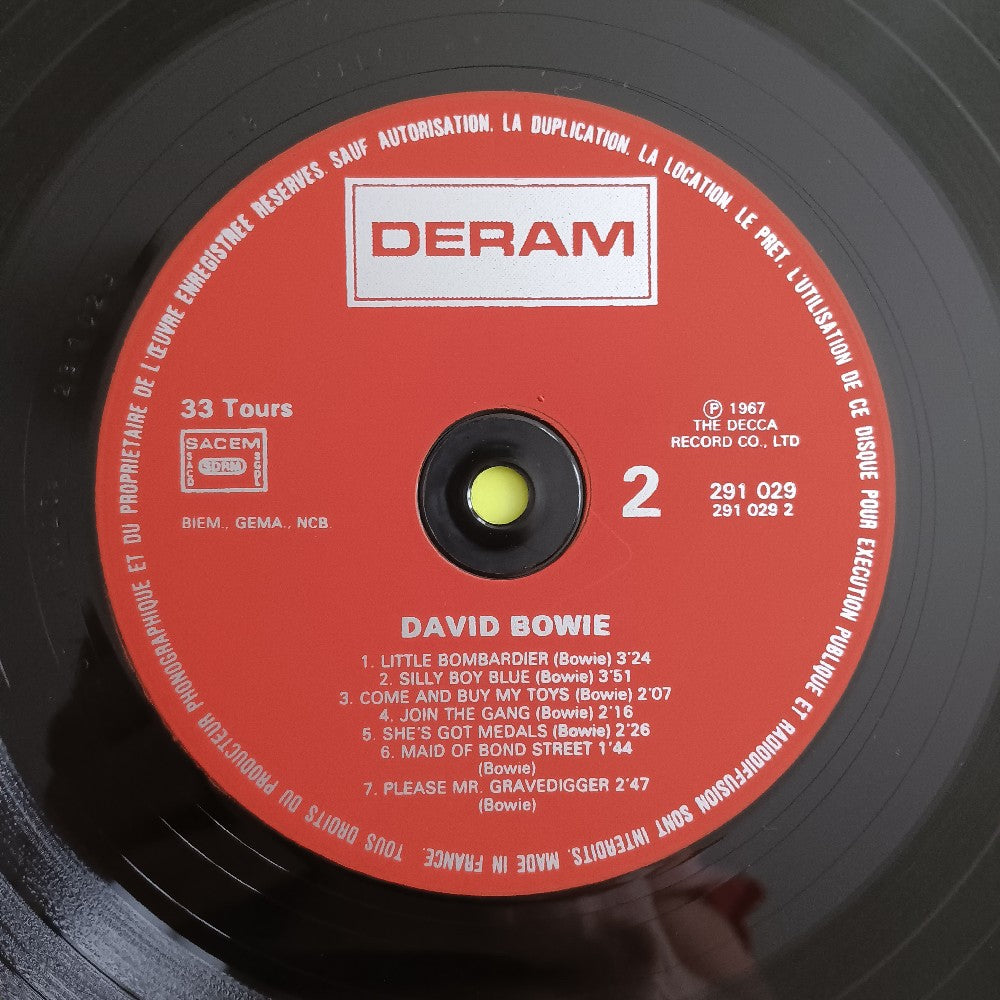 TOUS DROITS DU PRODUCTEUR PHONOGRAPHIQUE ET DU PROPRIETAIRE DE L'ŒUVRE ENREGISTREE RESERVES. SAUF AUTORISATION, LA DUPLICATION, LA LOCATION, LE PRET, L'UTILISATION DE CE DISQUE POUR EXECUTION PUBLIQUE ET RADIODIFFUSION SONT INTERDITS. MADE IN FRANCE.
DERAM
33 Tours
SACEM
SACD
SDRM
SGDL
BIEM., GEMA., NCB.
℗ 1967
THE DECCA
RECORD CO., LTD
2
291 029
291 029 2
DAVID BOWIE
1. LITTLE BOMBARDIER (Bowie) 3'24
2. SILLY BOY BLUE (Bowie) 3'51
3. COME AND BUY MY TOYS (Bowie) 2'07
4. JOIN THE GANG (Bowie) 2'16
5. SHE'S GOT MEDALS (Bowie) 2'26
6. MAID OF BOND STREET 1'44
(Bowie)
7. PLEASE MR. GRAVEDIGGER 2'47
(Bowie)